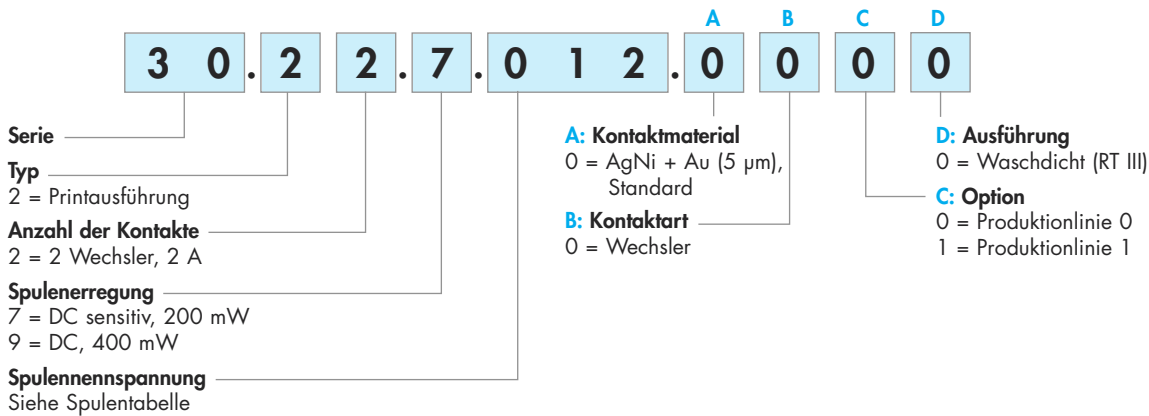 A B C D
3 0 . 2 2 . 7 . 0 1 2 . 0 0 0 0
Serie
Typ
2 = Printausführung
Anzahl der Kontakte
2 = 2 Wechsler, 2 A
Spulenerregung
7 = DC sensitiv, 200 mW
9 = DC, 400 mW
Spulennennspannung
Siehe Spulentabelle
A: Kontaktmaterial
0 = AgNi + Au (5 µm),
Standard
B: Kontaktart
0 = Wechsler
D: Ausführung
0 = Waschdicht (RT III)
C: Option
0 = Produktionlinie 0
1 = Produktionlinie 1